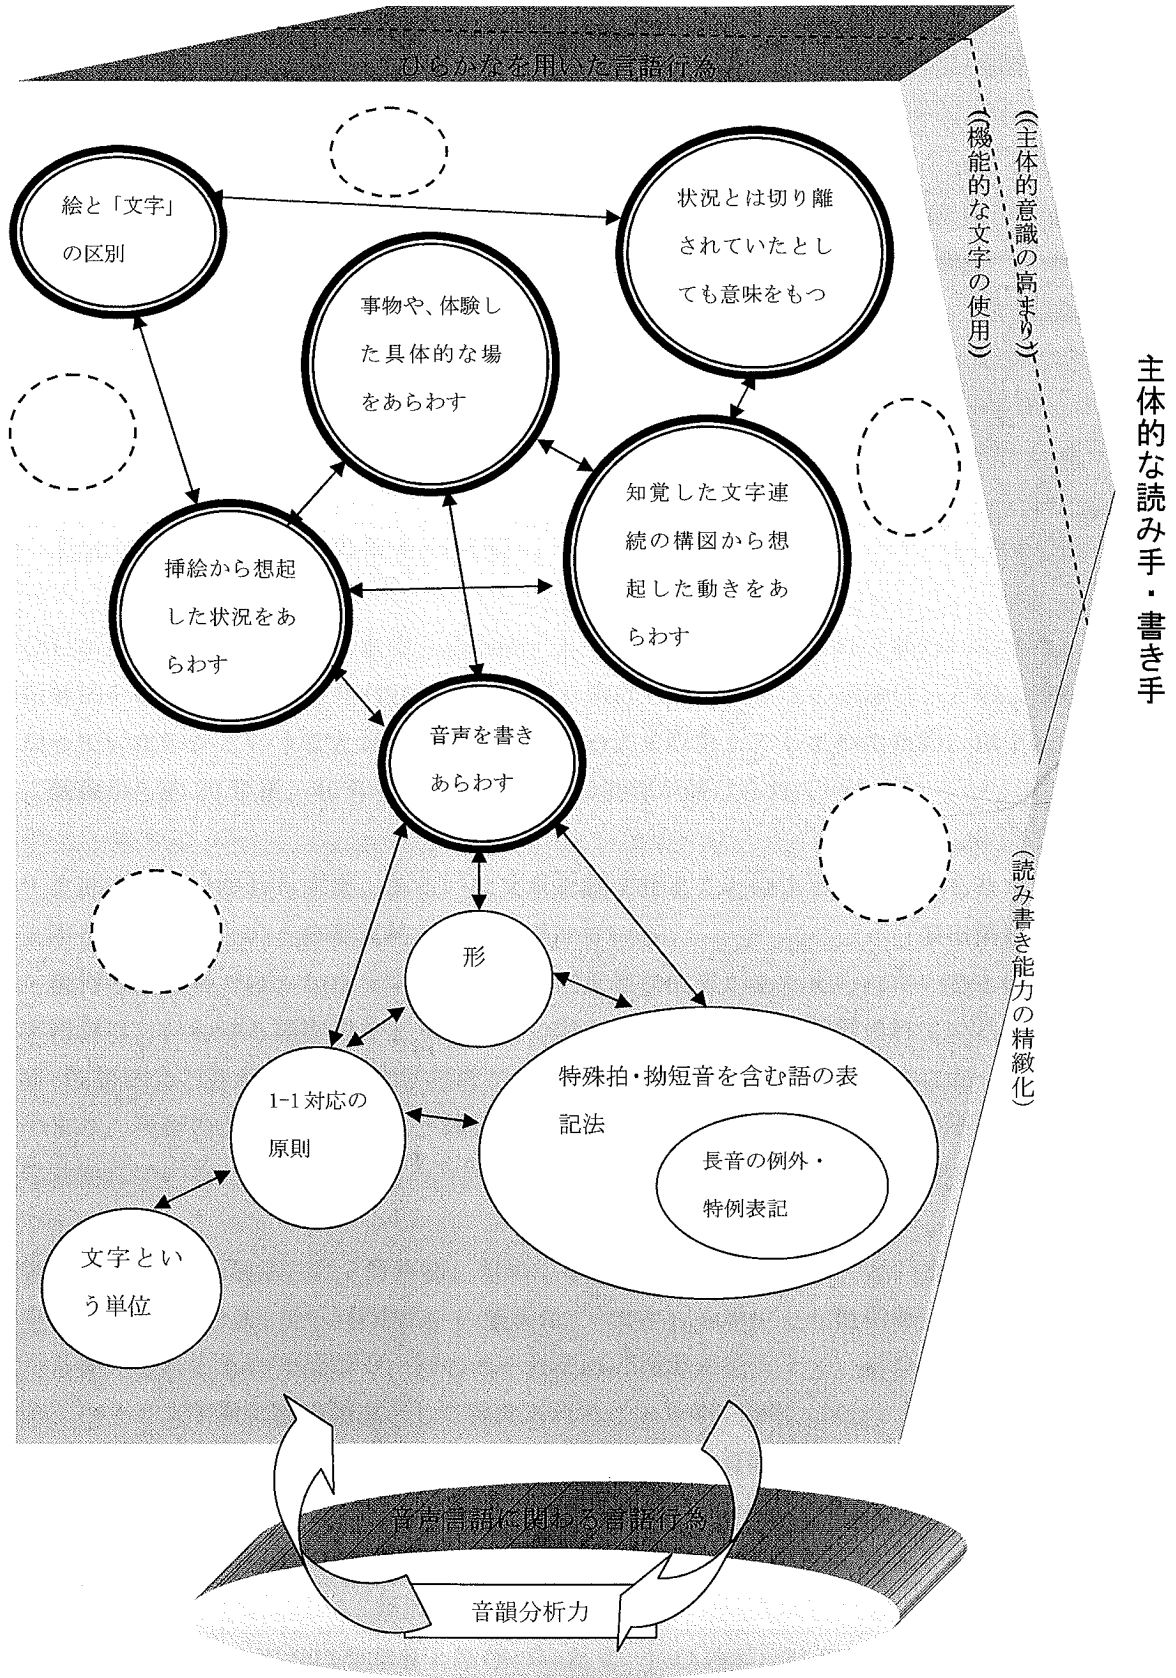 ひらかなを用いた言語行為
絵と「文字」
の区別
状況とは切り離
されていたとし
ても意味をもつ
事物や、体験し
た具体的な場
をあらわす
知覚した文字連
続の構図から想
起した動きをあ
らわす
挿絵から想起
した状況をあ
らわす
音声を書き
あらわす
形
1-1対応の
原則
特殊拍・拗短音を含む語の表
記法
長音の例外・
特例表記
文字とい
う単位
((主体的意識の高まり))
((機能的な文字の使用))
(読み書き能力の精緻化)
主体的な読み手・書き手
音声言語に関わる言語行為
音韻分析力